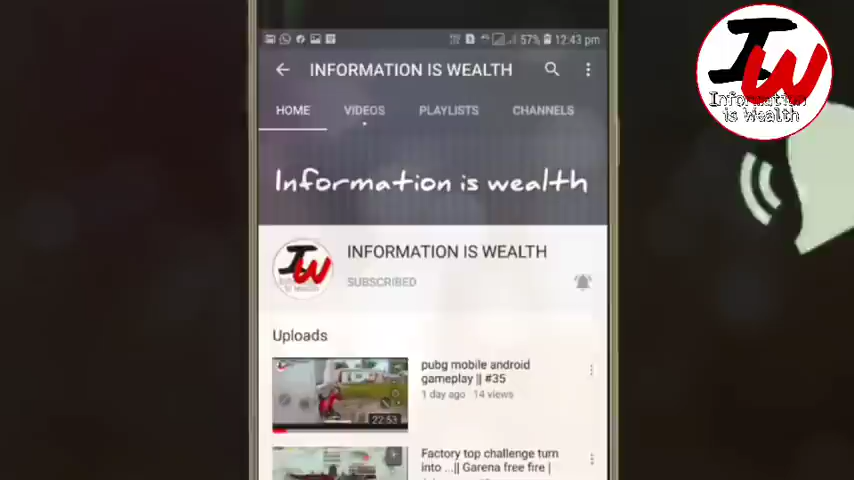 57% 12:43 pm
INFORMATION IS WEALTH
HOME VIDEOS PLAYLISTS CHANNELS
Information is wealth
INFORMATION IS WEALTH
SUBSCRIBED
Uploads
pubg mobile android
gameplay || #35
1 day ago 14 views
22:53
Factory top challenge turn
into ...|| Garena free fire |
IW
Information
is Wealth
IW